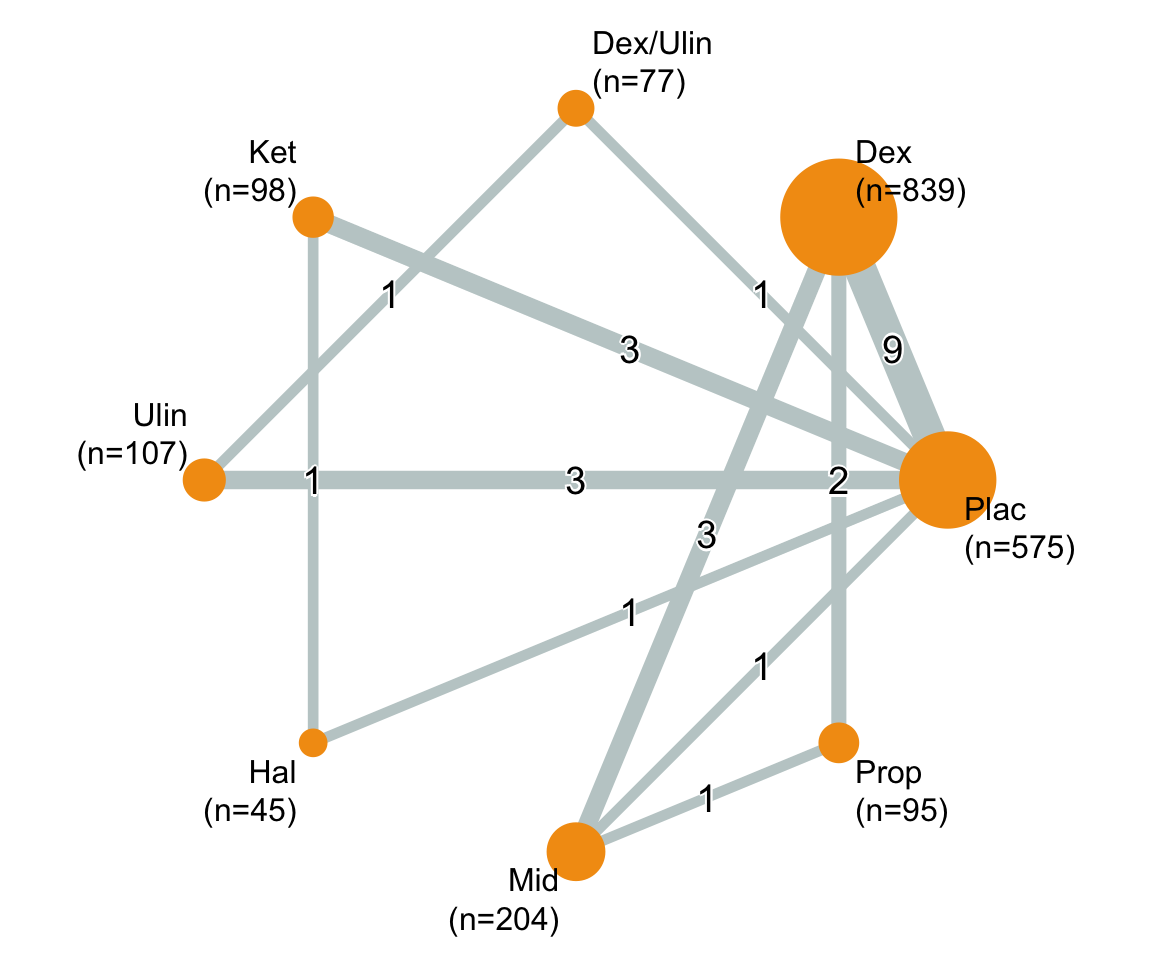 Dex/Ulin
(n=77)
Ket
(n=98)
Dex
(n=839)
1
1
3
9
Ulin
(n=107)
1
3
2
Plac
(n=575)
3
1
1
Hal
(n=45)
1
Prop
(n=95)
Mid
(n=204)